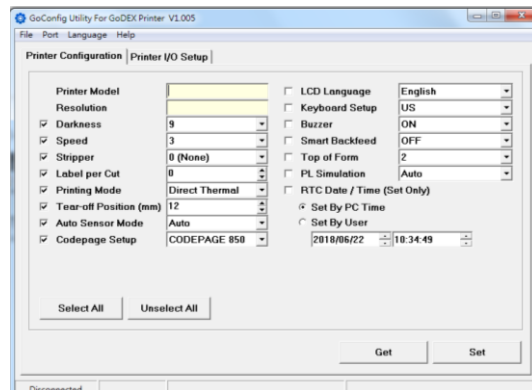 GoConfig Utility For GoDEX Printer V1.005
File Port Language Help
Printer Configuration Printer I/O Setup
Printer Model
Resolution
Darkness 9
Speed 3
Stripper 0 (None)
Label per Cut 0
Printing Mode Direct Thermal
Tear-off Position (mm) 12
Auto Sensor Mode Auto
Codepage Setup CODEPAGE 850
LCD Language English
Keyboard Setup US
Buzzer ON
Smart Backfeed OFF
Top of Form 2
PL Simulation Auto
RTC Date / Time (Set Only)
Set By PC Time
Set By User
2018/06/22 10:34:49
Select All Unselect All
Get Set
Disconnected